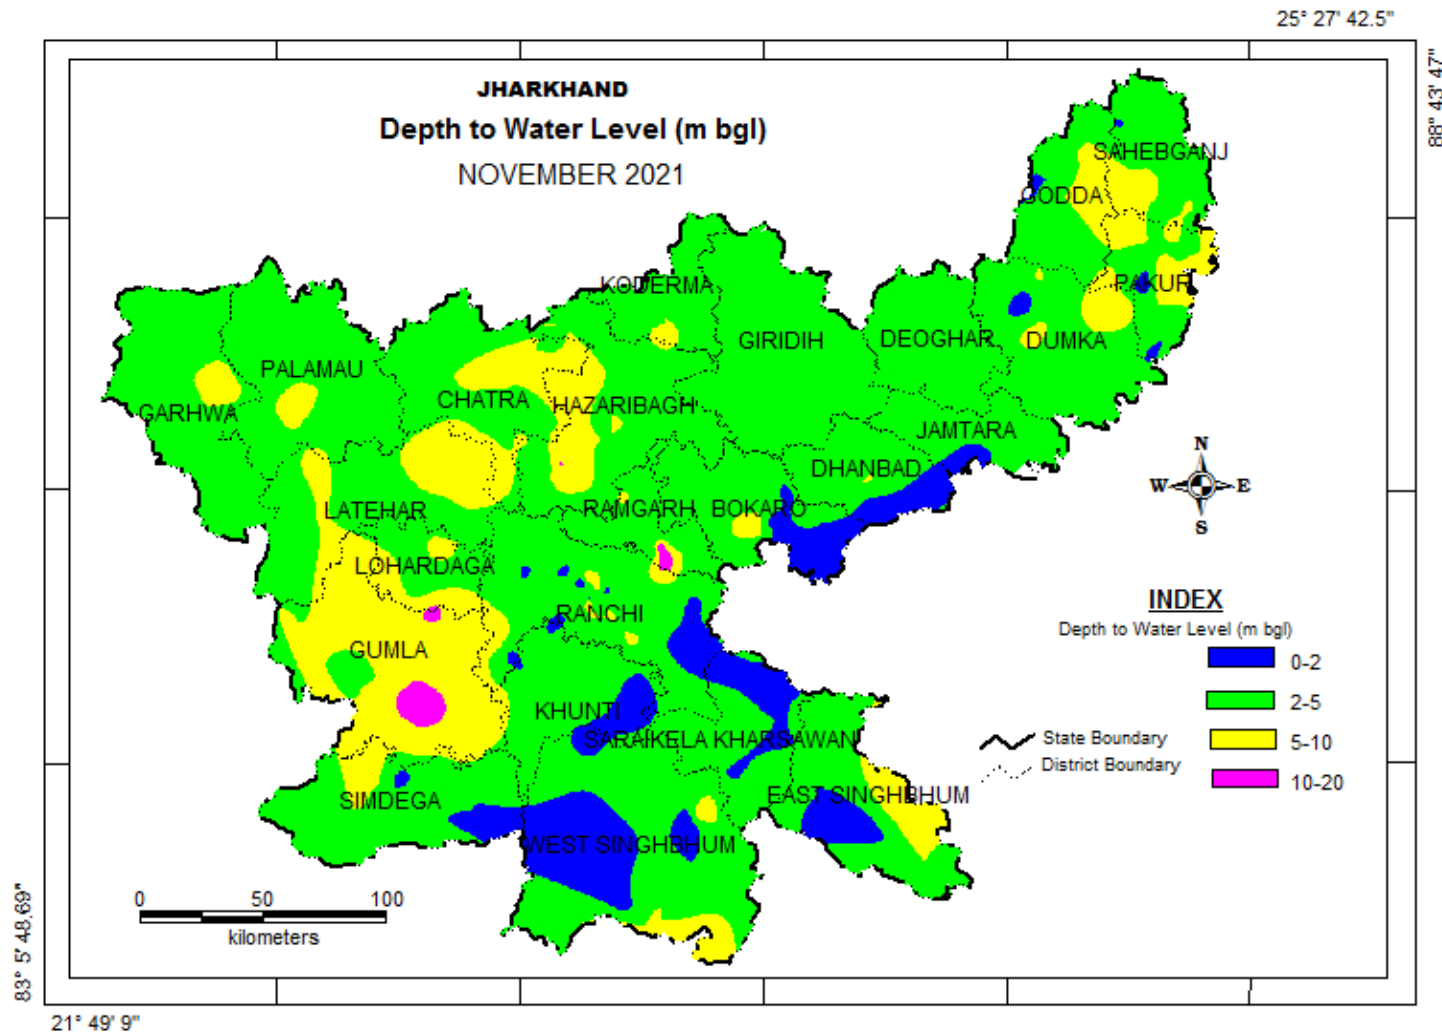 25° 27' 42.5"
88° 43' 47"
JHARKHAND
Depth to Water Level (m bgl)
NOVEMBER 2021
SAHEBGANJ
GODDA
KODERMA
PAKUR
GIRIDIH
DEOGHAR
DUMKA
PALAMAU
CHATRA
HAZARIBAGH
GARHWA
JAMTARA
DHANBAD
N
W
E
S
LATEHAR
RAMGARH
BOKARO
LOHARDAGA
RANCHI
GUMLA
KHUNTI
SARAIKELA KHARSAWAN
SIMDEGA
EAST SINGHBHUM
WEST SINGHBHUM
INDEX
Depth to Water Level (m bgl)
0-2
2-5
5-10
10-20
State Boundary
District Boundary
0 50 100
kilometers
83° 5' 48.69"
21° 49' 9"